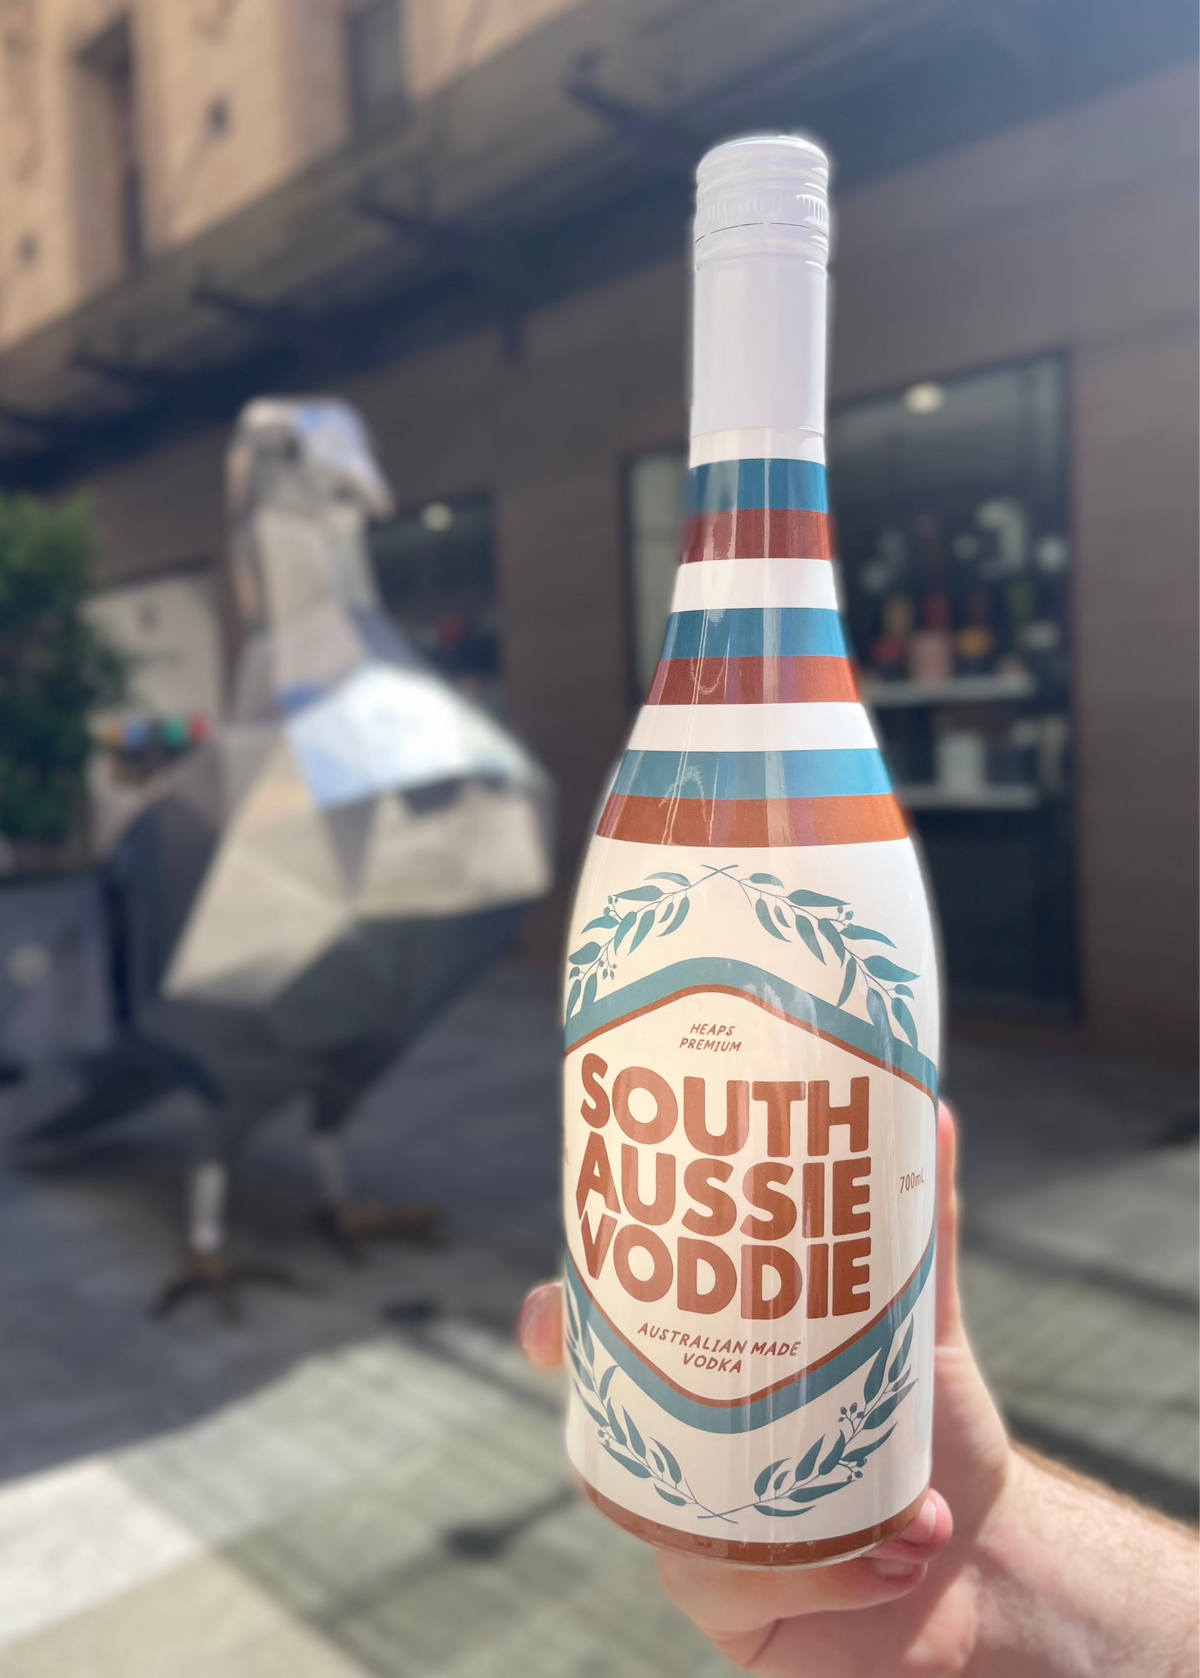 HEAPS
PREMIUM
SOUTH
AUSSIE
VODDIE
700mL
AUSTRALIAN MADE
VODKA